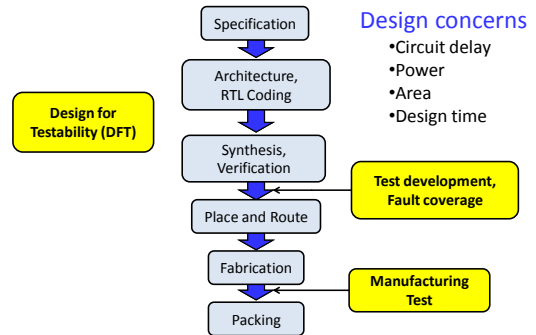 Specification
Design concerns
•Circuit delay
•Power
•Area
•Design time
Architecture,
RTL Coding
Design for
Testability (DFT)
Synthesis,
Verification
Test development,
Fault coverage
Place and Route
Fabrication
Manufacturing
Test
Packing